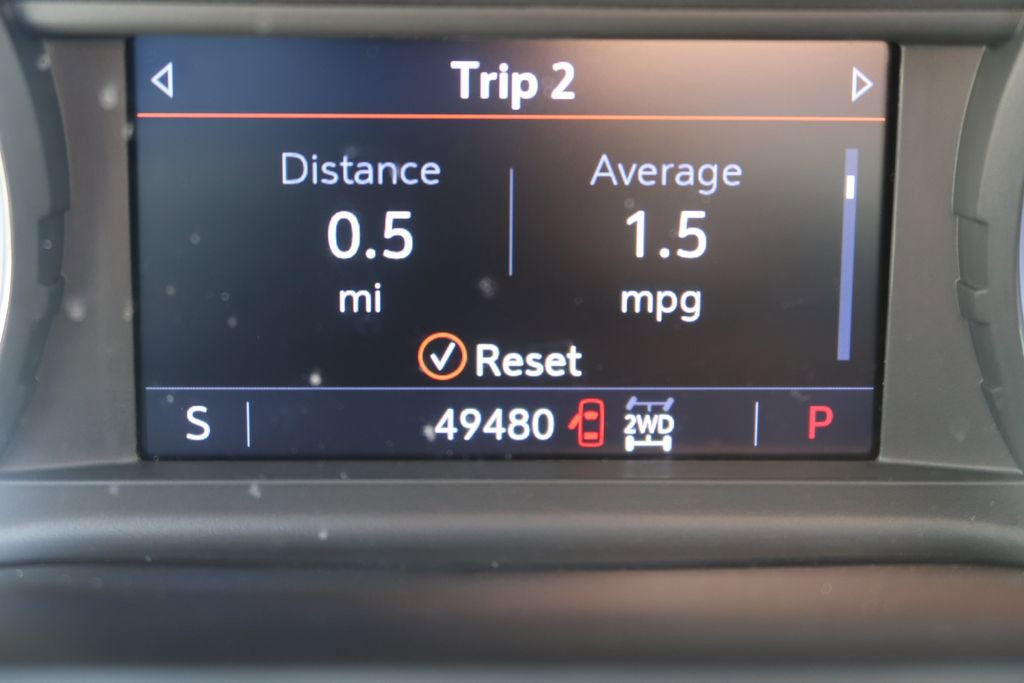 Trip 2
Distance Average
0.5 1.5
mi mpg
Reset
S 49480 2WD P